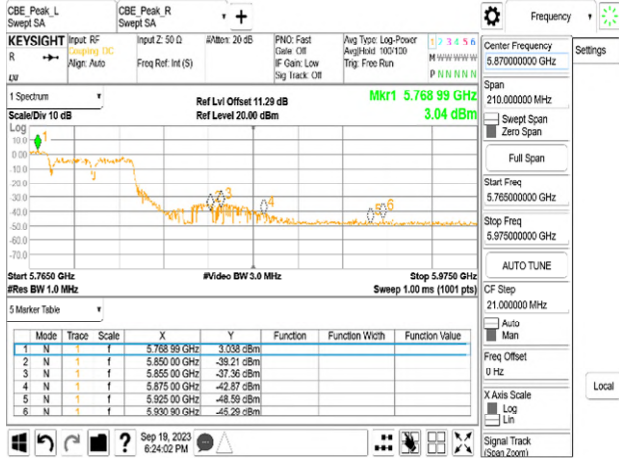 CBE_Peak_L
Swept SA
CBE_Peak_R
Swept SA
+
KEYSIGHT
R
Input: RF
Coupling: DC
Align: Auto
Input Z: 50 Ω
Freq Ref: Int (S)
#Atten: 20 dB
PNO: Fast
Gate: Off
IF Gain: Low
Sig Track: Off
Avg Type: Log-Power
Avg|Hold: 100/100
Trig: Free Run
1 2 3 4 5 6
M W W W W W
P N N N N N
1 Spectrum
Scale/Div 10 dB
Ref Lvl Offset 11.29 dB
Ref Level 20.00 dBm
Mkr1 5.768 99 GHz
3.04 dBm
Log
10.0
0.00
-10.0
-20.0
-30.0
-40.0
-50.0
-60.0
-70.0
1
3
4
5
6
Start 5.7650 GHz
#Res BW 1.0 MHz
#Video BW 3.0 MHz
Stop 5.9750 GHz
Sweep 1.00 ms (1001 pts)
5 Marker Table
Mode Trace Scale X Y Function Function Width Function Value
1 N 1 f 5.768 99 GHz 3.038 dBm
2 N 1 f 5.850 00 GHz -39.21 dBm
3 N 1 f 5.855 00 GHz -37.36 dBm
4 N 1 f 5.875 00 GHz -42.87 dBm
5 N 1 f 5.925 00 GHz -48.59 dBm
6 N 1 f 5.930 90 GHz -45.29 dBm
?
Sep 19, 2023
6:24:02 PM
Frequency
Settings
Center Frequency
5.870000000 GHz
Span
210.000000 MHz
Swept Span
Zero Span
Full Span
Start Freq
5.765000000 GHz
Stop Freq
5.975000000 GHz
AUTO TUNE
CF Step
21.000000 MHz
Auto
Man
Freq Offset
0 Hz
X Axis Scale
Log
Lin
Signal Track
(Span Zoom)
Local